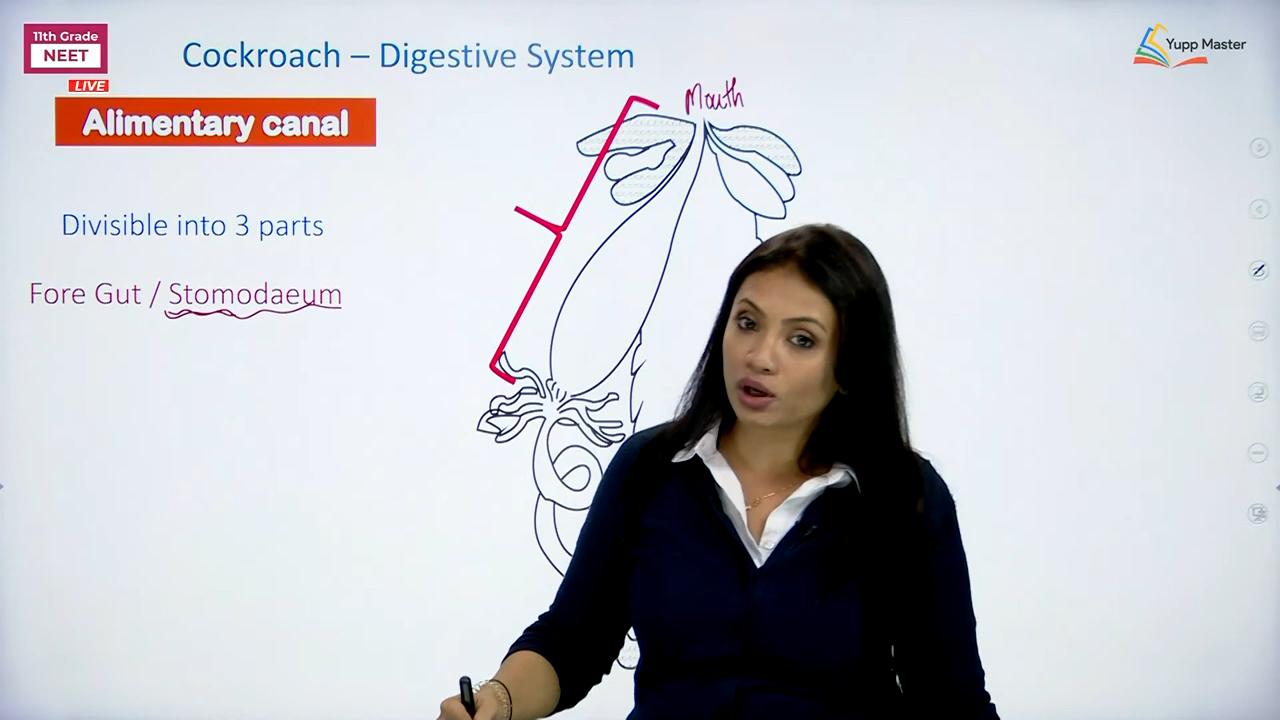 11th Grade
NEET
LIVE
Cockroach – Digestive System
Yupp Master
Mouth
Alimentary canal
Divisible into 3 parts
Fore Gut / Stomodaeum